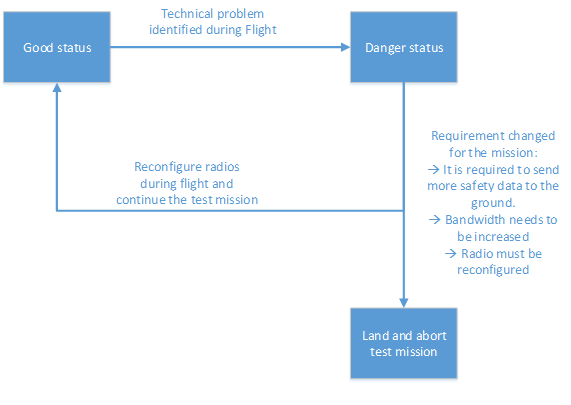 Technical problem
identified during Flight
Good status
Danger status
Requirement changed
for the mission:
→ It is required to send
more safety data to the
ground.
→ Bandwidth needs to
be increased
→ Radio must be
reconfigured
Reconfigure radios
during flight and
continue the test mission
Land and abort
test mission